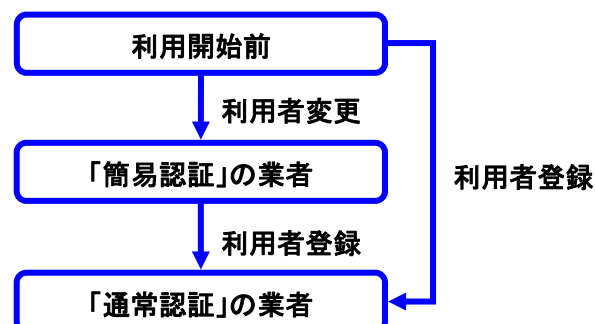 利用開始前
利用者変更
「簡易認証」の業者
利用者登録
利用者登録
「通常認証」の業者